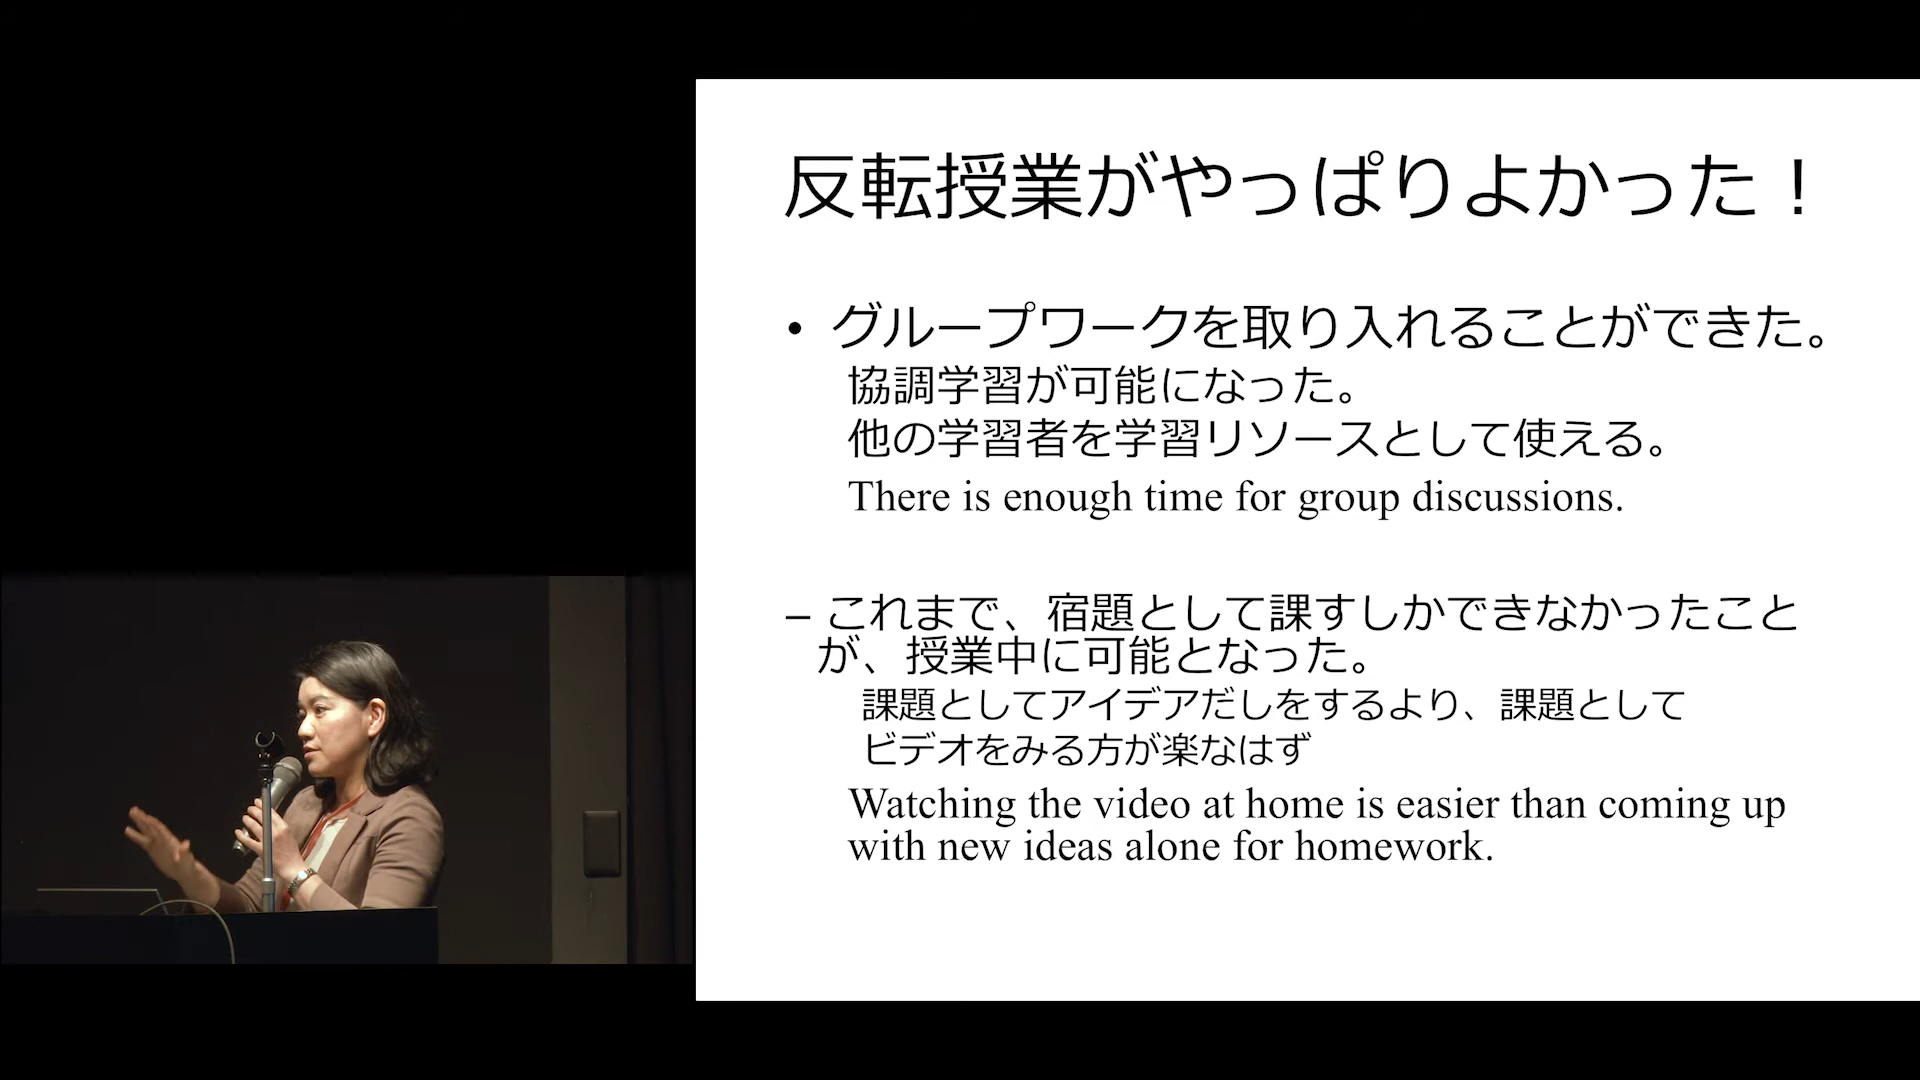 反転授業がやっぱりよかった！
• グループワークを取り入れることができた。
協調学習が可能になった。
他の学習者を学習リソースとして使える。
There is enough time for group discussions.
– これまで、宿題として課すしかできなかったこと
が、授業中に可能となった。
課題としてアイデアだしをするより、課題として
ビデオをみる方が楽なはず
Watching the video at home is easier than coming up
with new ideas alone for homework.